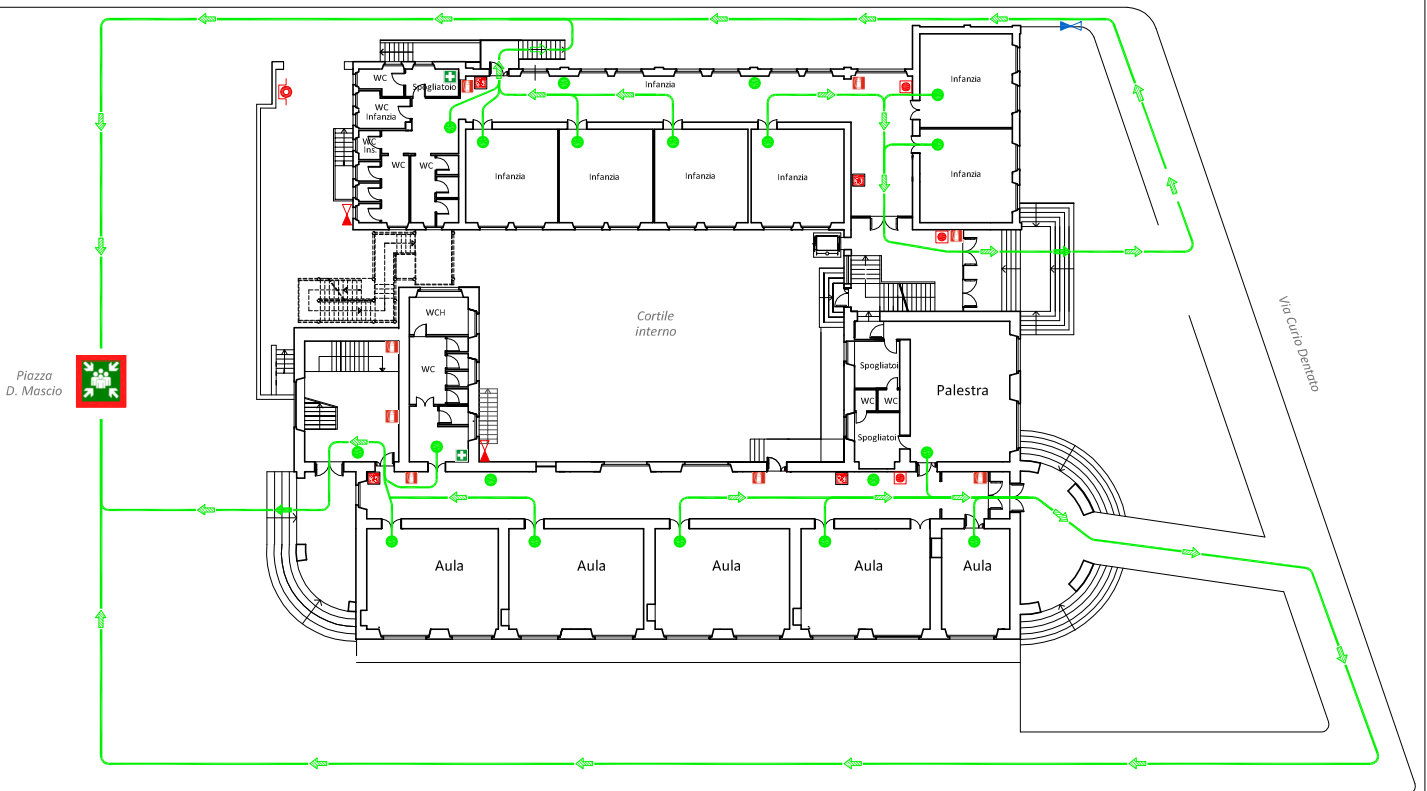 WC
Spogliatoio
Infanzia
Infanzia
WC
Infanzia
WC
Ins.
WC
WC
Infanzia
Infanzia
Infanzia
Infanzia
Infanzia
WCH
Cortile
interno
Via Curio Dentato
Piazza
D. Mascio
WC
Spogliatoi
Palestra
WC
WC
Spogliatoi
Aula
Aula
Aula
Aula
Aula